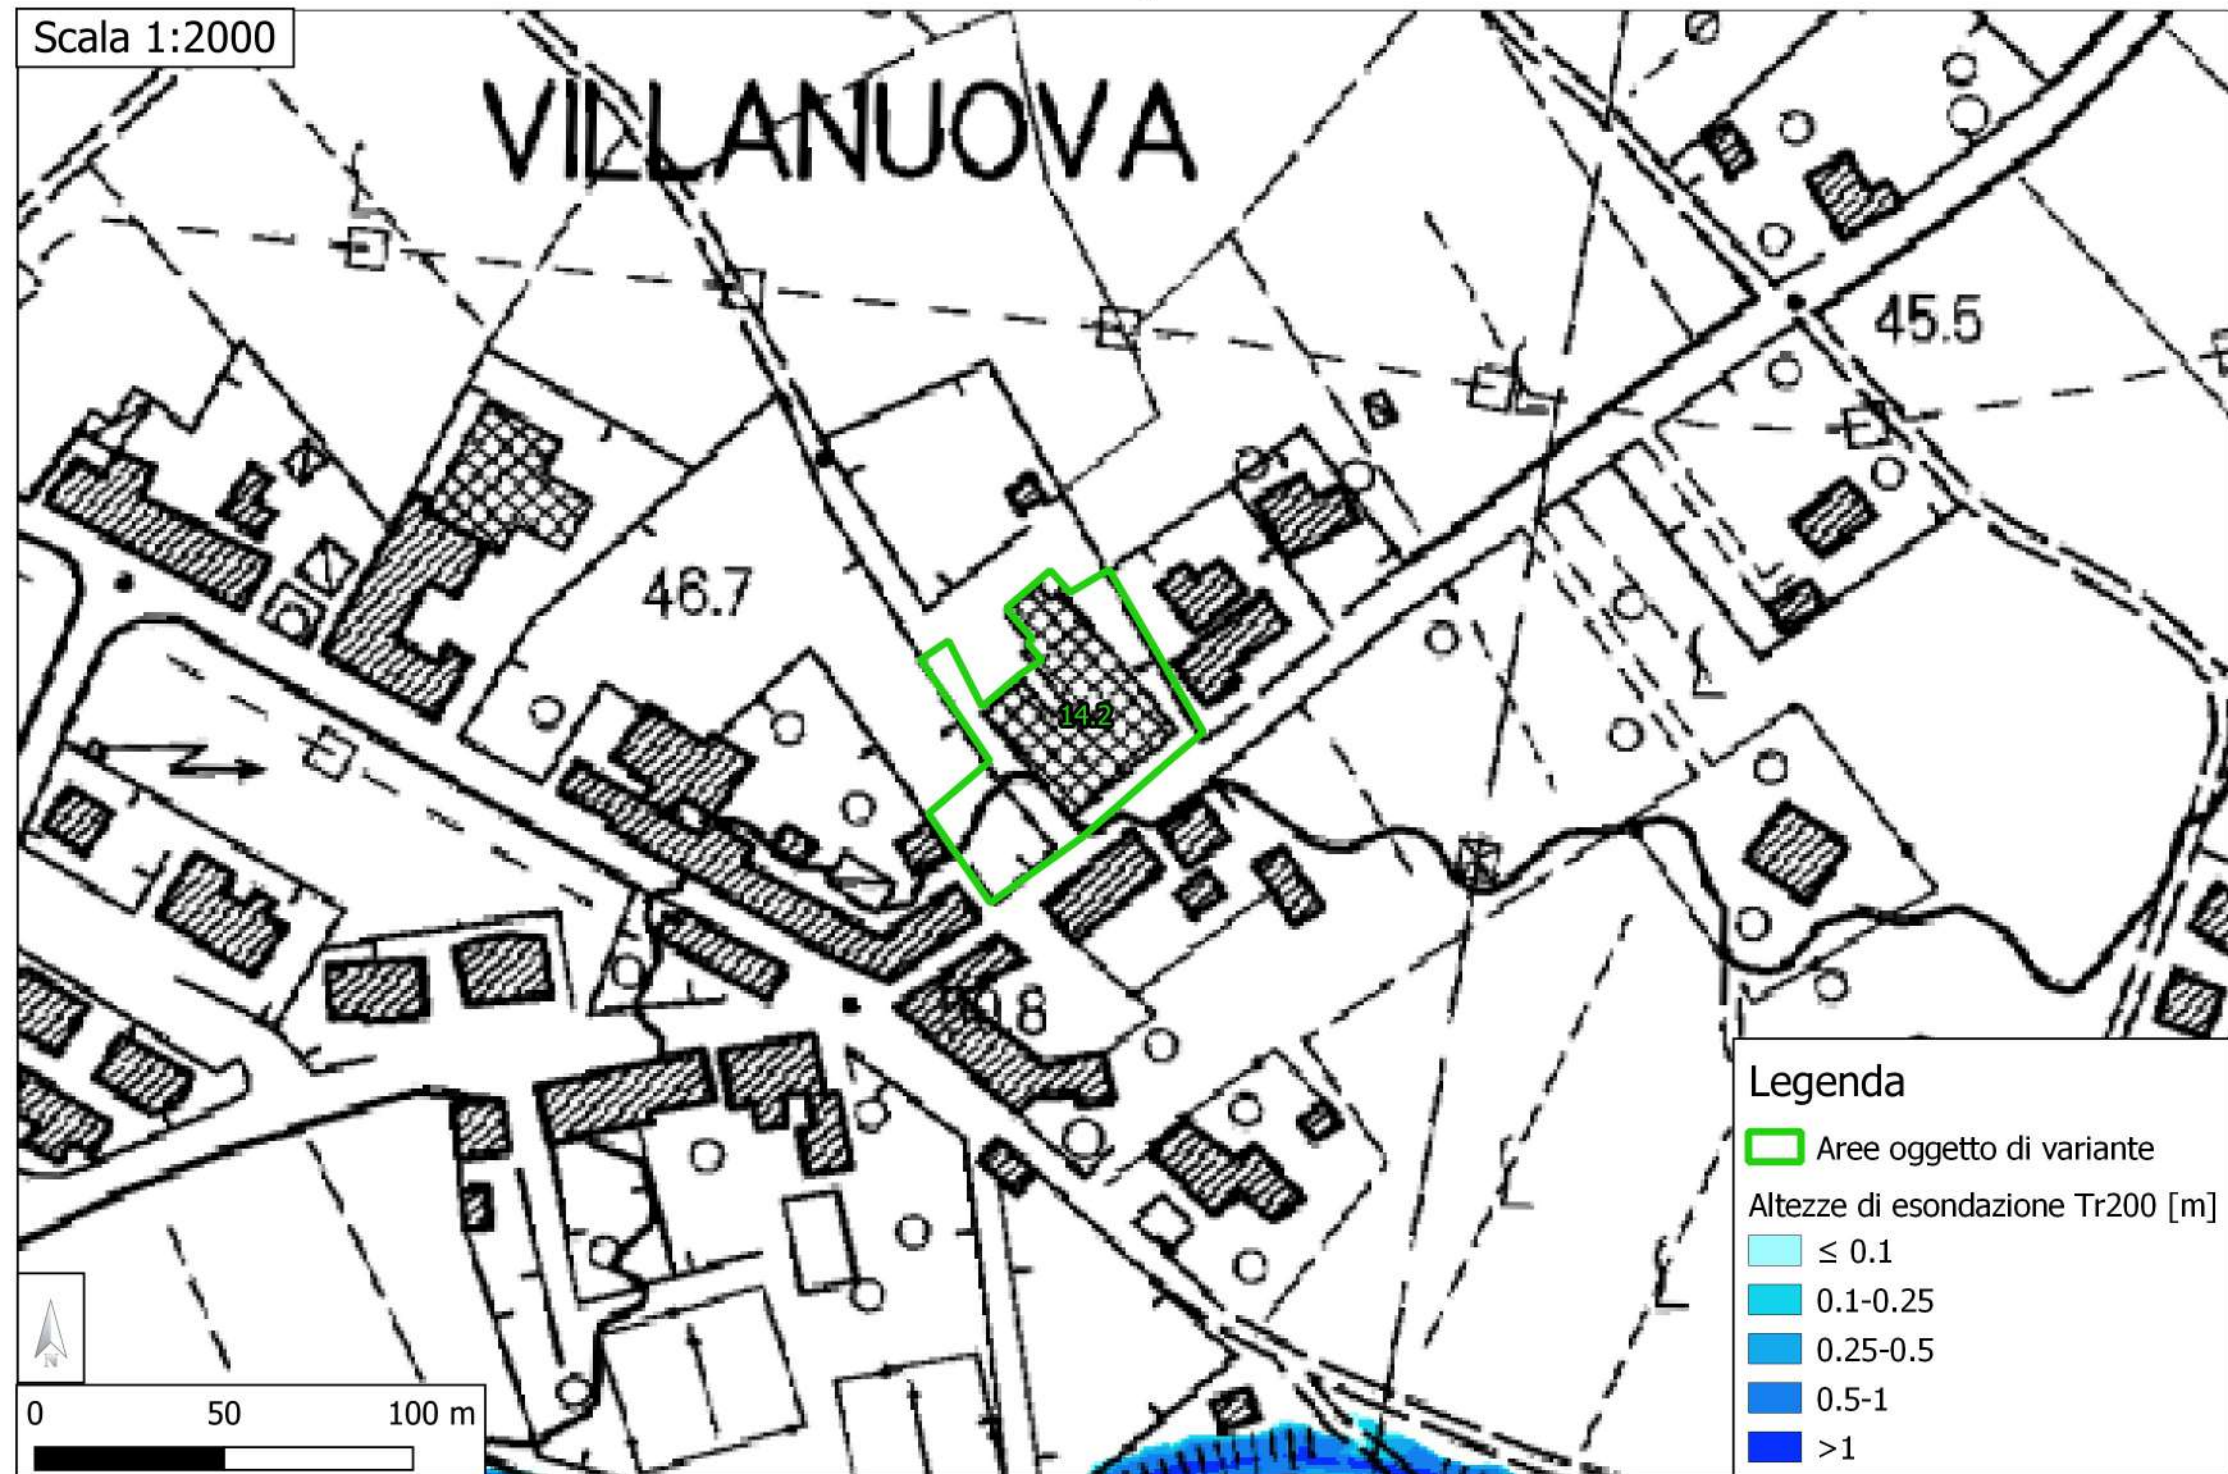 Scala 1:2000
VILLANUOVA
45.5
46.7
14.2
Legenda
Aree oggetto di variante
Altezze di esondazione Tr200 [m]
≤ 0.1
0.1-0.25
0.25-0.5
0.5-1
>1
N
0 50 100 m